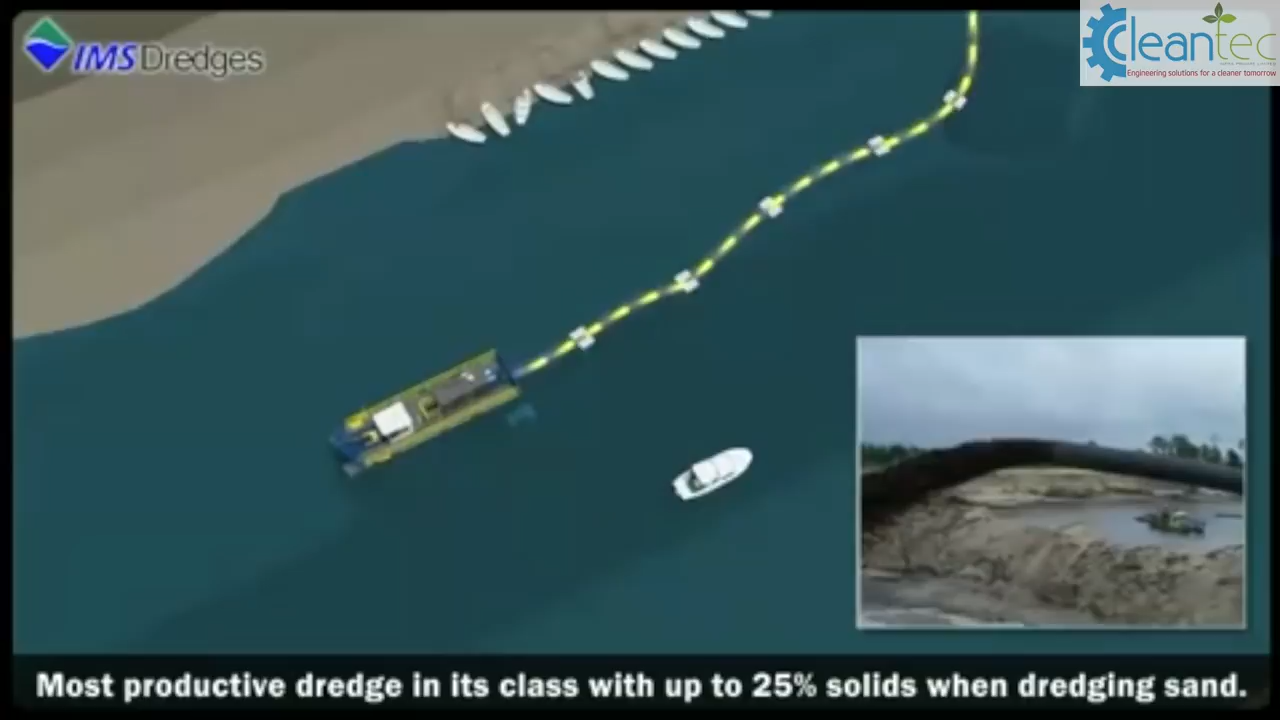 IMS Dredges
Cleantec
Engineering solutions for a cleaner tomorrow
Most productive dredge in its class with up to 25% solids when dredging sand.